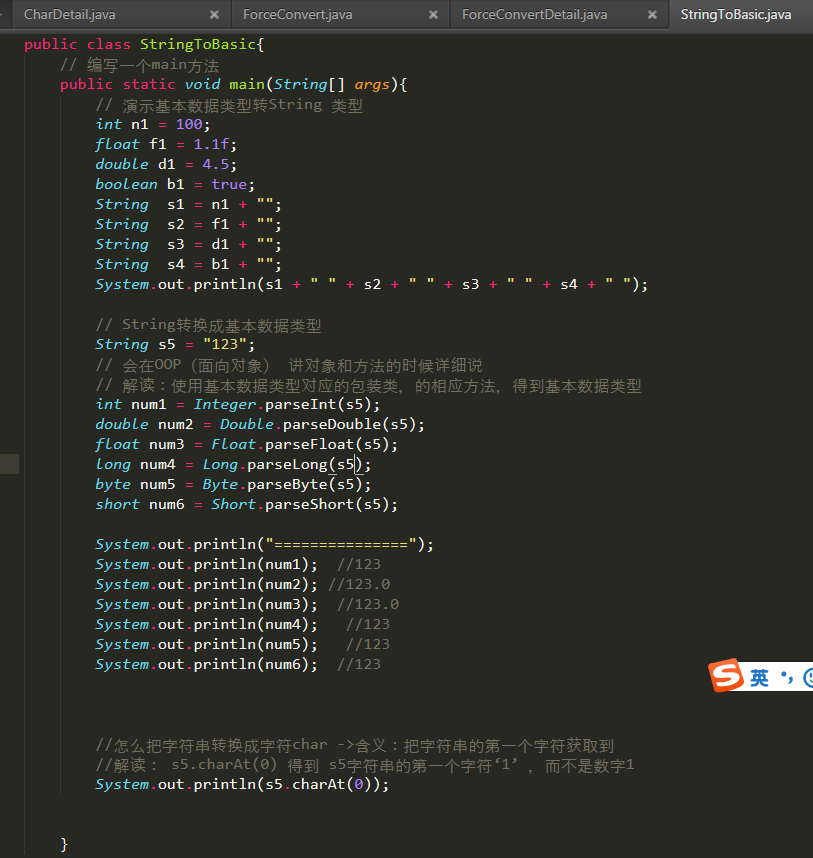 CharDetail.java × ForceConvert.java × ForceConvertDetail.java × StringToBasic.java
public class StringToBasic{
// 编写一个main方法
public static void main(String[] args){
// 演示基本数据类型转String 类型
int n1 = 100;
float f1 = 1.1f;
double d1 = 4.5;
boolean b1 = true;
String  s1 = n1 + "";
String  s2 = f1 + "";
String  s3 = d1 + "";
String  s4 = b1 + "";
System.out.println(s1 + " " + s2 + " " + s3 + " " + s4 + " ");
// String转换成基本数据类型
String s5 = "123";
// 会在OOP（面向对象） 讲对象和方法的时候详细说
// 解读：使用基本数据类型对应的包装类，的相应方法，得到基本数据类型
int num1 = Integer.parseInt(s5);
double num2 = Double.parseDouble(s5);
float num3 = Float.parseFloat(s5);
long num4 = Long.parseLong(s5);
byte num5 = Byte.parseByte(s5);
short num6 = Short.parseShort(s5);
System.out.println("===============");
System.out.println(num1);  //123
System.out.println(num2); //123.0
System.out.println(num3);  //123.0
System.out.println(num4);   //123
System.out.println(num5);   //123
System.out.println(num6);  //123
S 英
//怎么把字符串转换成字符char ->含义：把字符串的第一个字符获取到
//解读： s5.charAt(0) 得到 s5字符串的第一个字符‘1’ ，而不是数字1
System.out.println(s5.charAt(0));
}